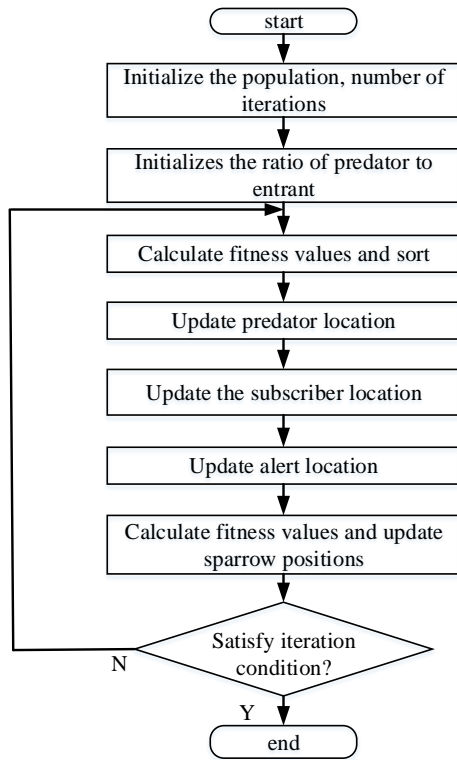 start
Initialize the population, number of
iterations
Initializes the ratio of predator to
entrant
Calculate fitness values and sort
Update predator location
Update the subscriber location
Update alert location
Calculate fitness values and update
sparrow positions
Satisfy iteration
condition?
N
Y
end